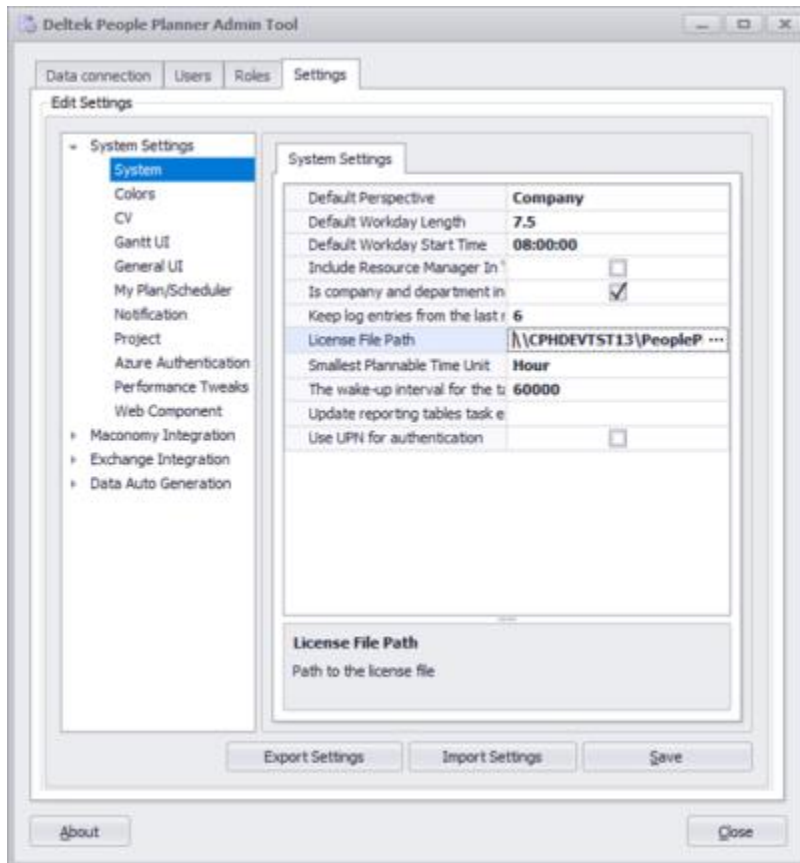 Deltek People Planner Admin Tool
Data connection Users Roles Settings
Edit Settings
System Settings
System
Colors
CV
Gantt UI
General UI
My Plan/Scheduler
Notification
Project
Azure Authentication
Performance Tweaks
Web Component
Maconomy Integration
Exchange Integration
Data Auto Generation
System Settings
Default Perspective Company
Default Workday Length 7.5
Default Workday Start Time 08:00:00
Include Resource Manager In
Is company and department in
Keep log entries from the last 6
License File Path \\CPHDEVTST13\PeopleP ...
Smallest Plannable Time Unit Hour
The wake-up interval for the ta 60000
Update reporting tables task e
Use UPN for authentication
License File Path
Path to the license file
Export Settings Import Settings Save
About Close